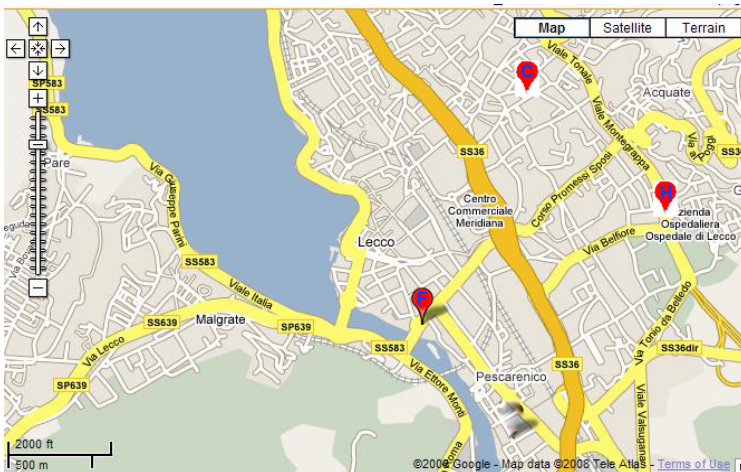 Map Satellite Terrain
Viale Tonale
C
SP583
SS583
Acquate
Viale Montegrappa
Via ai Poggi
Pare
SS36
SS36
Corso Promessi Sposi
Via Giuseppe Parini
Centro
Commerciale
Meridiana
H
zienda
Ospedaliera
Ospedale di Lecco
Lecco
Via Belfiore
SS583
Viale Italia
F
Malgrate
SS639
SP639
Via Tonio da Belledo
Via Lecco
SS583
SS36dir
SS36
SP639
Via Ettore Monti
Pescarenico
Viale Valsugana
2000 ft
500 m
Roma
©2008 Google - Map data ©2008 Tele Atlas - Terms of Use